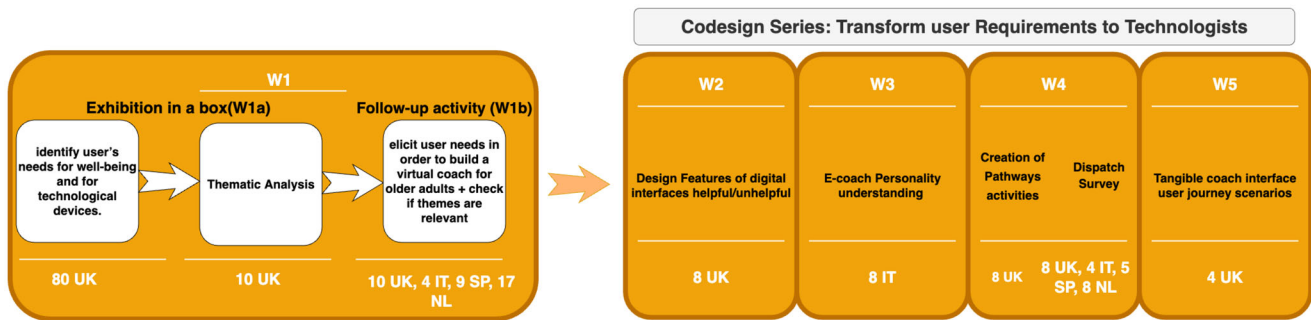 Codesign Series: Transform user Requirements to Technologists
W1
Exhibition in a box(W1a)
Follow-up activity (W1b)
identify user's
needs for well-being
and for
technological
devices.
Thematic Analysis
elicit user needs in
order to build a
virtual coach for
older adults + check
if themes are
relevant
80 UK
10 UK
10 UK, 4 IT, 9 SP, 17
NL
W2
Design Features of digital
interfaces helpful/unhelpful
8 UK
W3
E-coach Personality
understanding
8 IT
W4
Creation of
Pathways
activities
Dispatch
Survey
8 UK
8 UK, 4 IT, 5
SP, 8 NL
W5
Tangible coach interface
user journey scenarios
4 UK